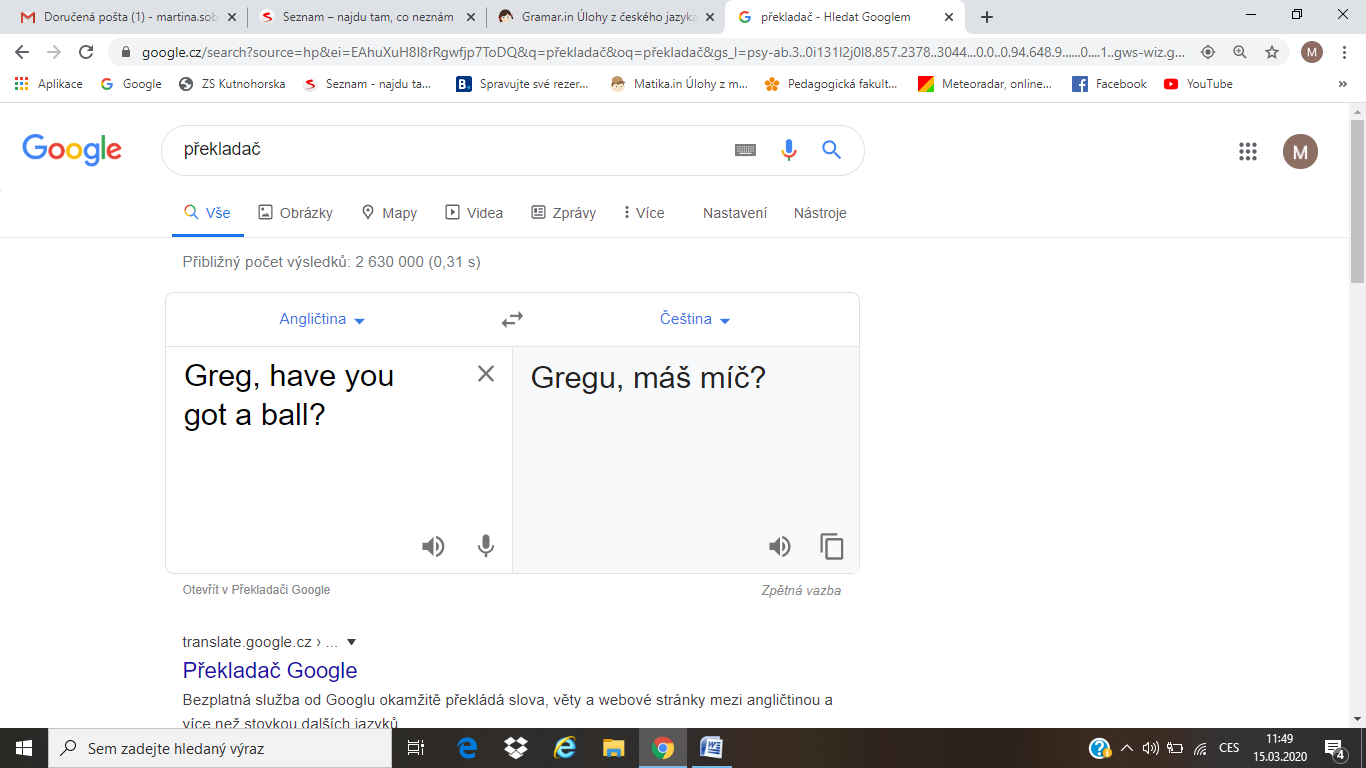 Doručená pošta (1) - martina.sob
Seznam – najdu tam, co neznám
Gramar.in Úlohy z českého jazyka
překladač - Hledat Googlem
google.cz/search?source=hp&ei=EAhuXuH8I8rRgwfjp7ToDQ&q=překladač&oq=překladač&gs_l=psy-ab.3..0i131l2j0l8.857.2378..3044...0.0..0.94.648.9......0....1..gws-wiz.g...
M
Aplikace
Google
ZS Kutnohorska
Seznam - najdu ta...
Spravujte své rezer...
Matika.in Úlohy z m...
Pedagogická fakult...
Meteoradar, online...
Facebook
YouTube
»
Google
překladač
M
Vše
Obrázky
Mapy
Videa
Zprávy
Více
Nastavení
Nástroje
Přibližný počet výsledků: 2 630 000 (0,31 s)
Angličtina
Čeština
Greg, have you
got a ball?
Gregu, máš míč?
Otevřít v Překladači Google
Zpětná vazba
translate.google.cz › ...
Překladač Google
Bezplatná služba od Googlu okamžitě překládá slova, věty a webové stránky mezi angličtinou a
více než stovkou dalších jazyků
Sem zadejte hledaný výraz
CES
11:49
15.03.2020
4